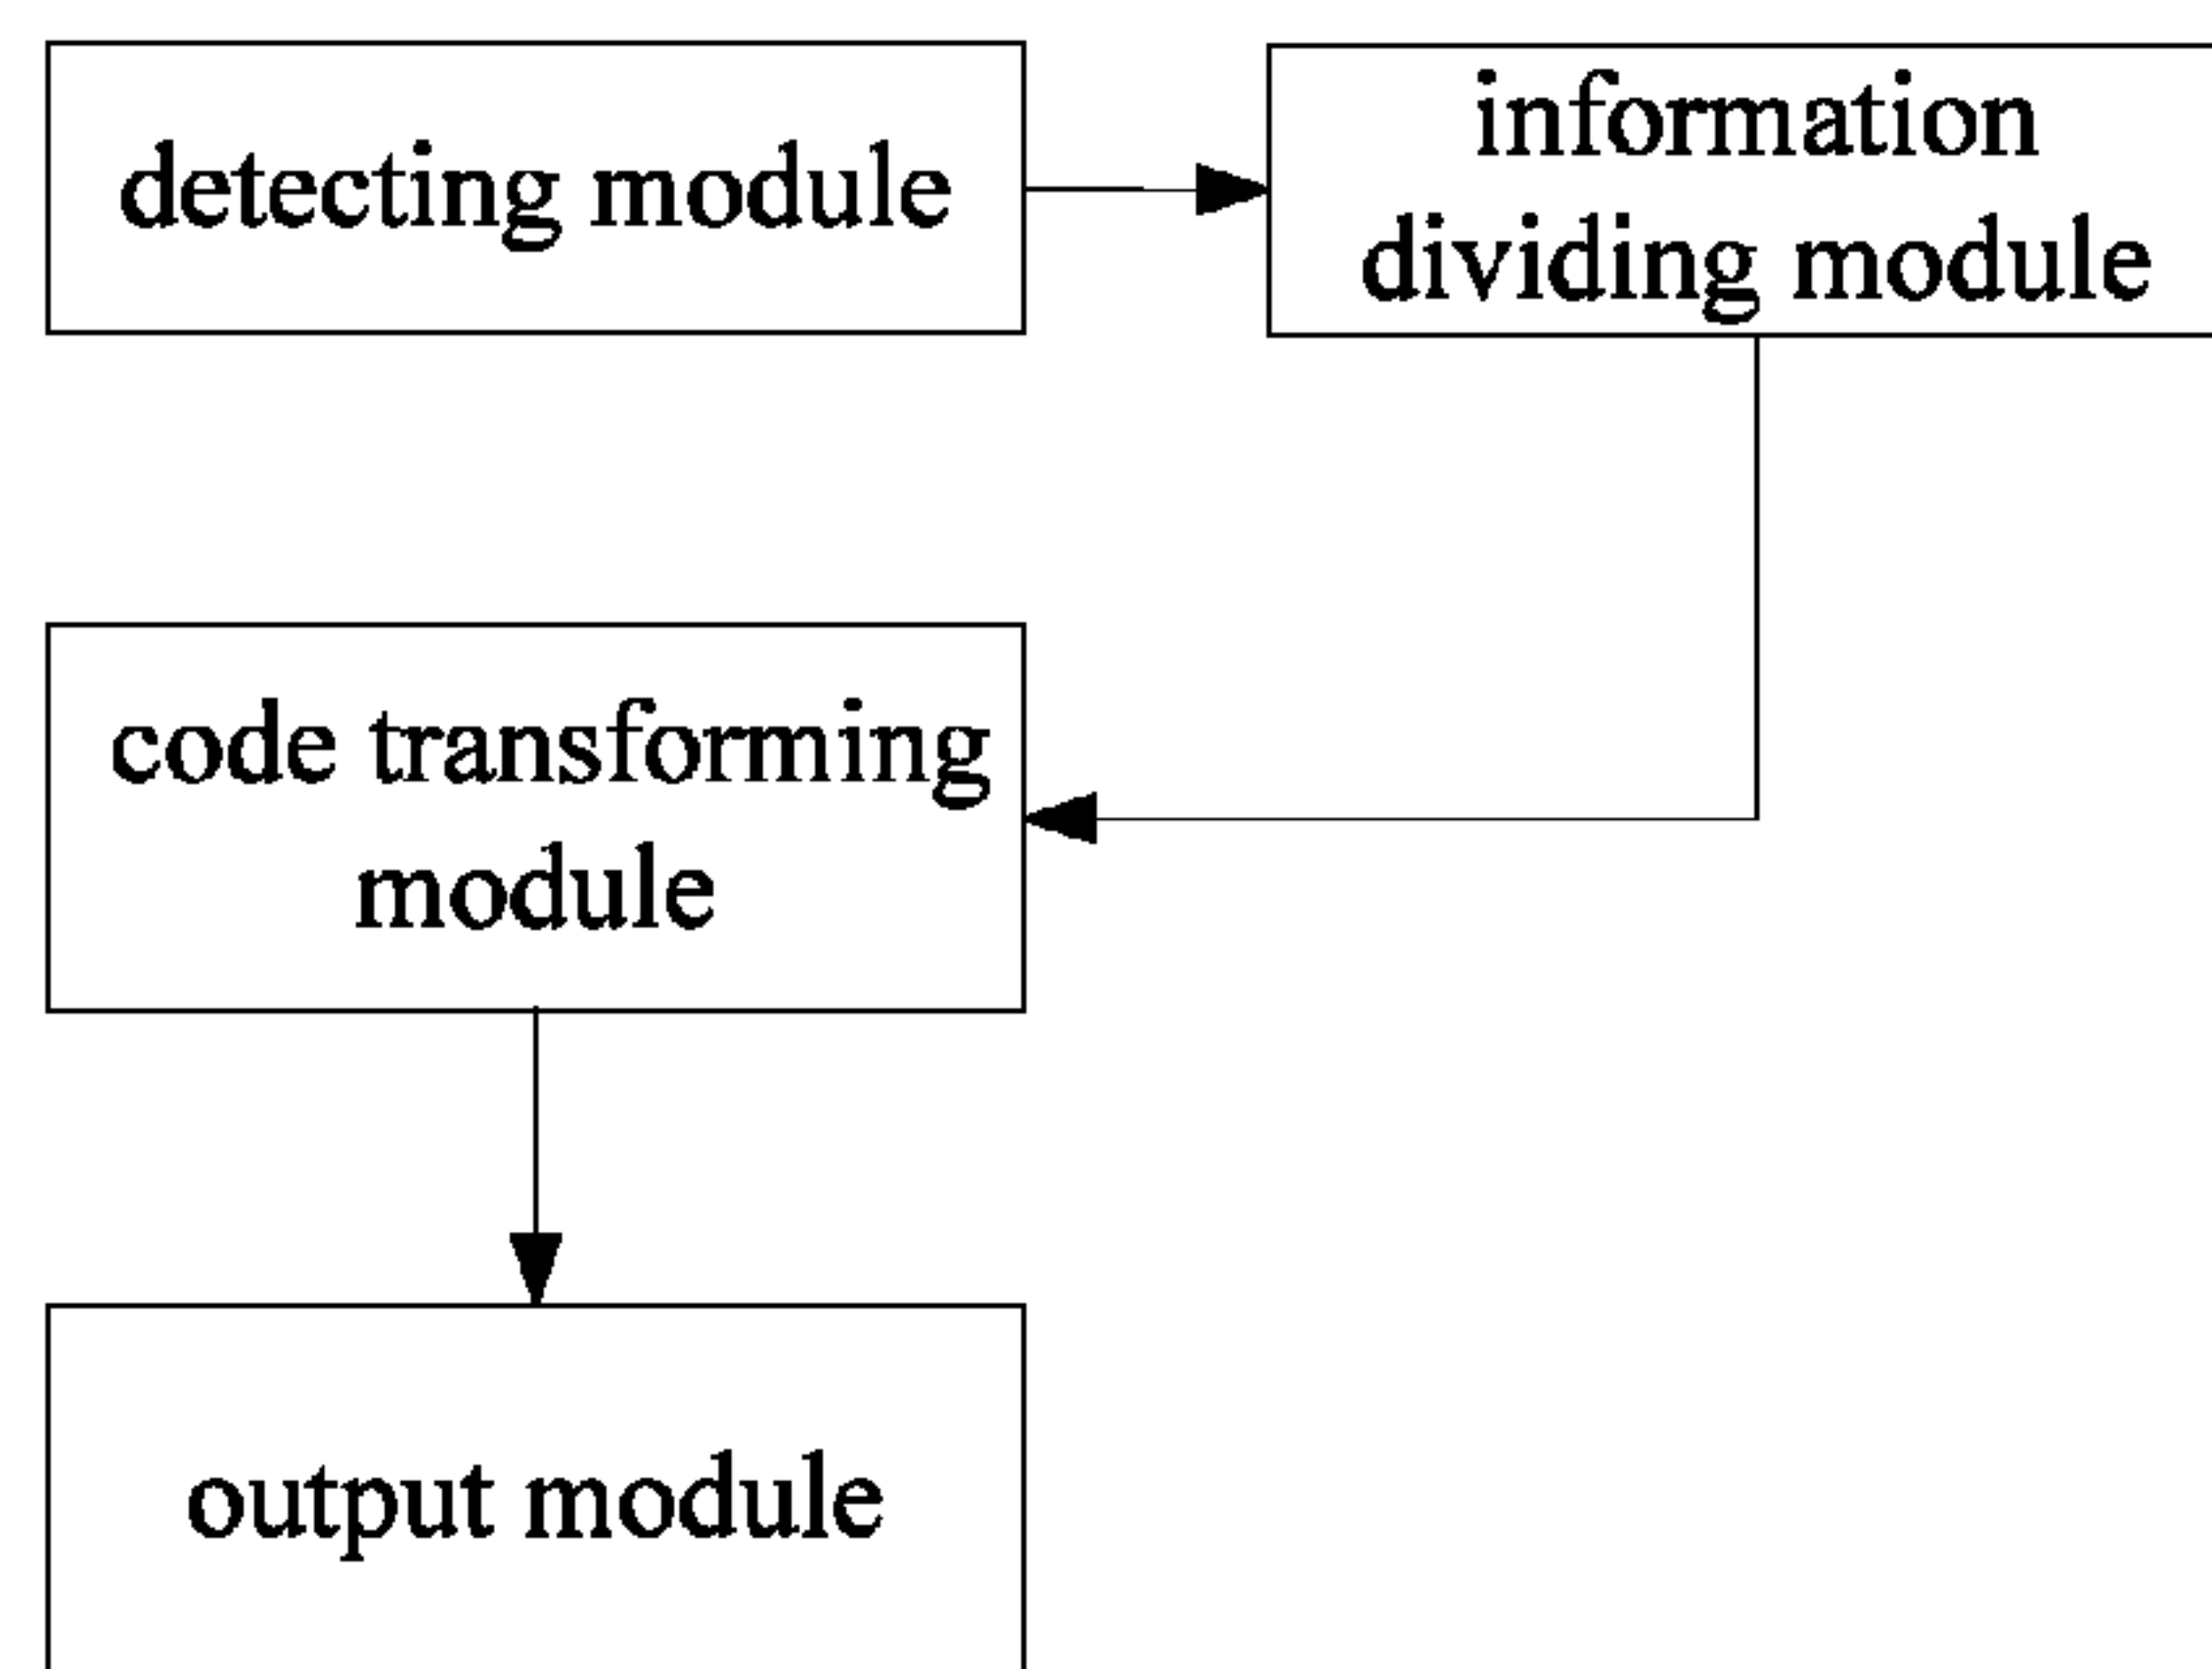 detecting module
information
dividing module
code transforming
module
output module